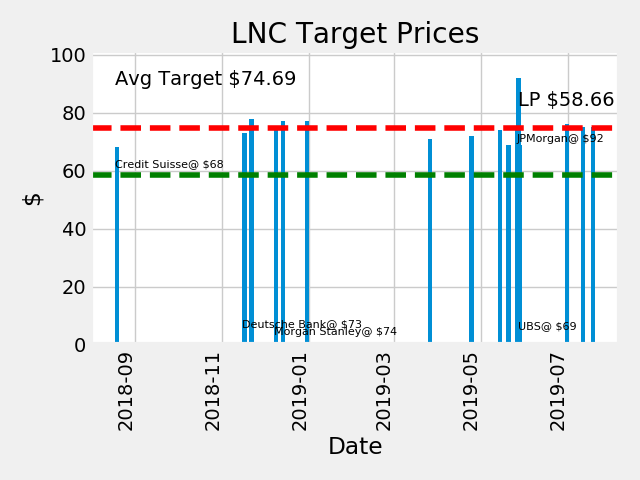 LNC Target Prices
100
Avg Target $74.69
LP $58.66
80
JPMorgan@ $92
Credit Suisse@ $68
60
$
40
20
Deutsche Bank@ $73
UBS@ $69
Morgan Stanley@ $74
0
2018-09
2018-11
2019-01
2019-03
2019-05
2019-07
Date